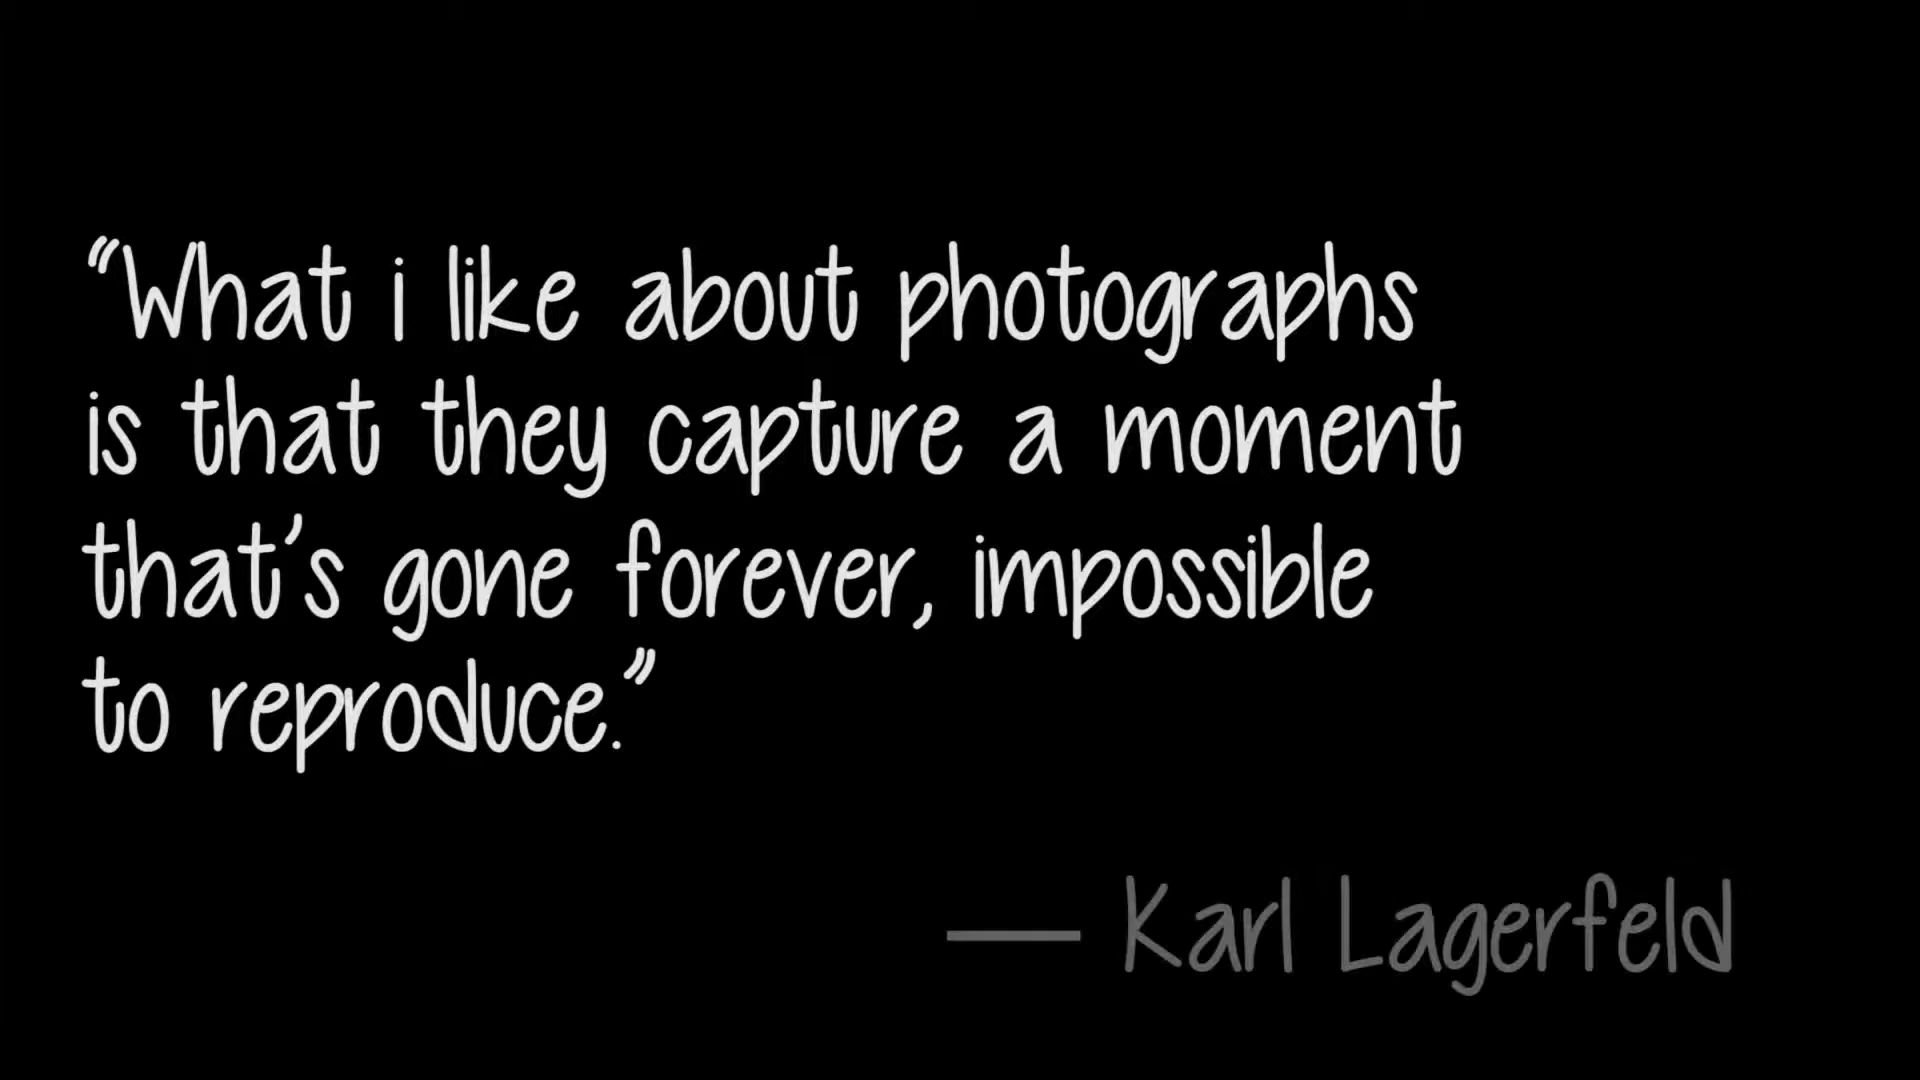 “What i like about photographs
is that they capture a moment
that’s gone forever, impossible
to reproduce.”
— Karl Lagerfeld